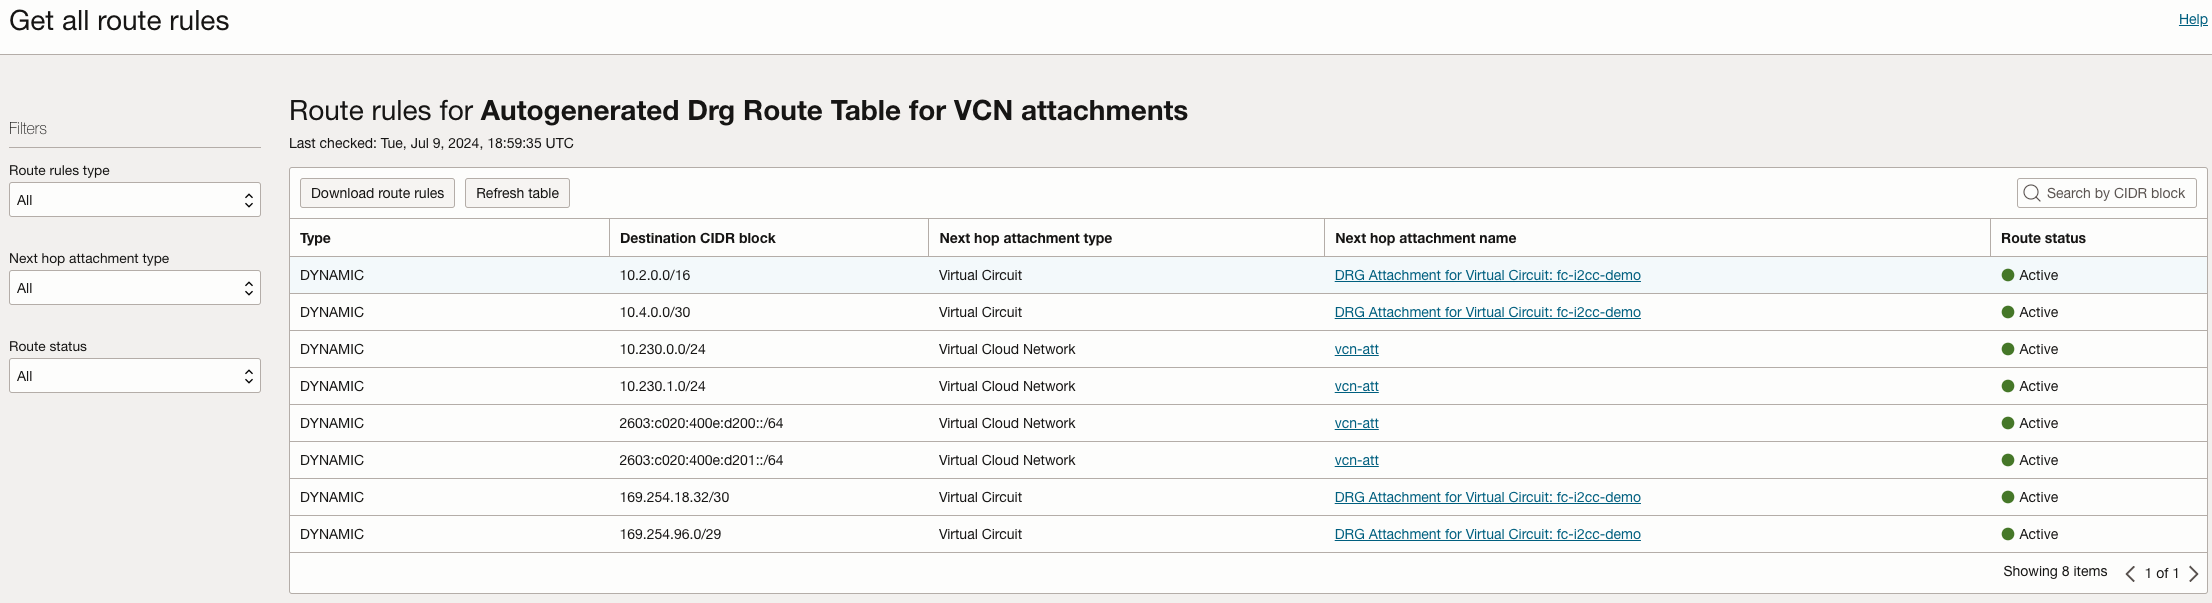 Get all route rules
Help
Filters
Route rules type
All
Next hop attachment type
All
Route status
All
Route rules for Autogenerated Drg Route Table for VCN attachments
Last checked: Tue, Jul 9, 2024, 18:59:35 UTC
Download route rules Refresh table Search by CIDR block
Type Destination CIDR block Next hop attachment type Next hop attachment name Route status
DYNAMIC 10.2.0.0/16 Virtual Circuit DRG Attachment for Virtual Circuit: fc-i2cc-demo Active
DYNAMIC 10.4.0.0/30 Virtual Circuit DRG Attachment for Virtual Circuit: fc-i2cc-demo Active
DYNAMIC 10.230.0.0/24 Virtual Cloud Network vcn-att Active
DYNAMIC 10.230.1.0/24 Virtual Cloud Network vcn-att Active
DYNAMIC 2603:c020:400e:d200::/64 Virtual Cloud Network vcn-att Active
DYNAMIC 2603:c020:400e:d201::/64 Virtual Cloud Network vcn-att Active
DYNAMIC 169.254.18.32/30 Virtual Circuit DRG Attachment for Virtual Circuit: fc-i2cc-demo Active
DYNAMIC 169.254.96.0/29 Virtual Circuit DRG Attachment for Virtual Circuit: fc-i2cc-demo Active
Showing 8 items 1 of 1